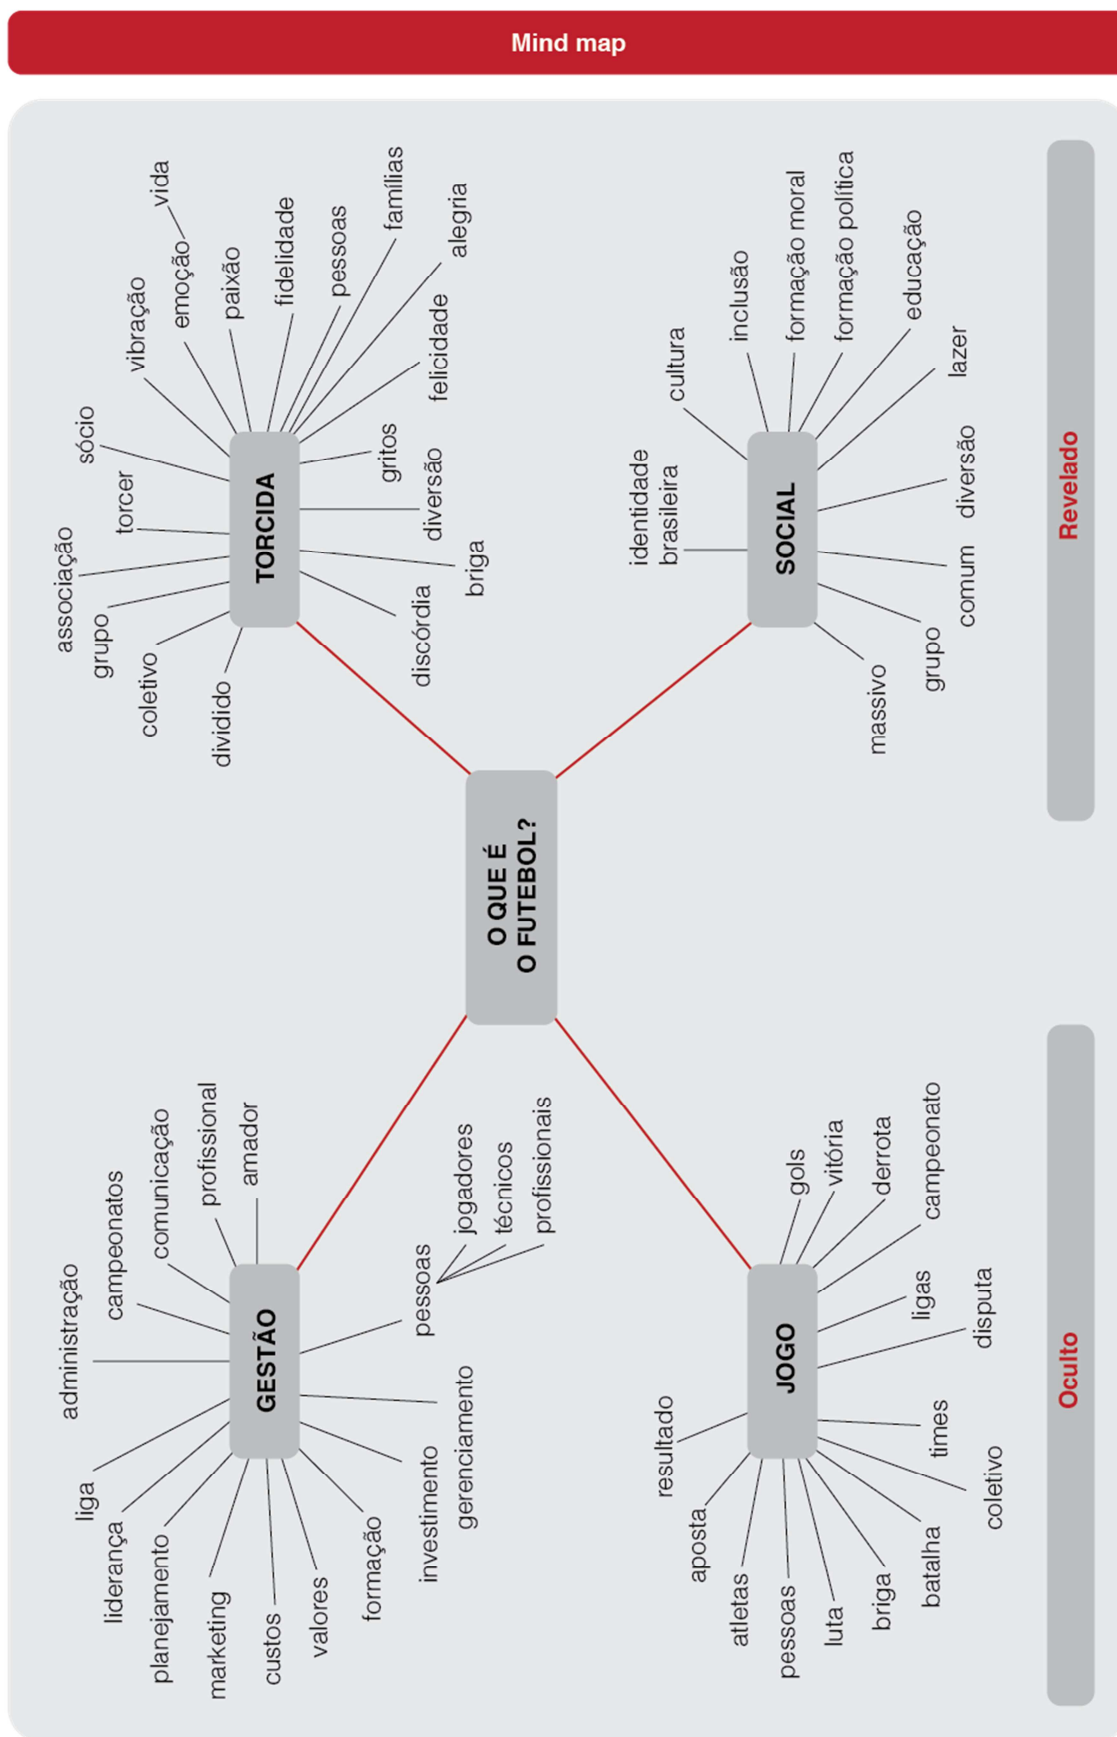 Mind map
O QUE É
O FUTEBOL?
GESTÃO
liga
administração
campeonatos
comunicação
profissional
amador
liderança
planejamento
marketing
custos
valores
formação
investimento
gerenciamento
pessoas
jogadores
técnicos
profissionais
TORCIDA
dividido
coletivo
grupo
associação
torcer
sócio
vibração
emoção
vida
paixão
fidelidade
pessoas
famílias
alegria
felicidade
gritos
diversão
briga
discórdia
JOGO
resultado
aposta
atletas
pessoas
luta
briga
batalha
coletivo
times
disputa
ligas
campeonato
derrota
vitória
gols
SOCIAL
identidade
brasileira
cultura
inclusão
formação moral
formação política
educação
lazer
diversão
comum
grupo
massivo
Oculto
Revelado